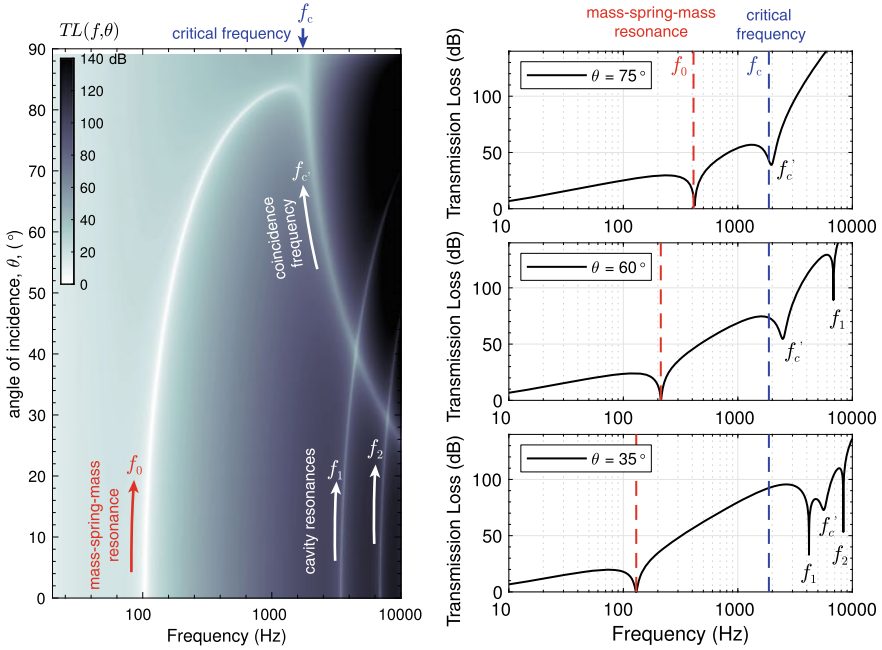 TL(f,θ)
critical frequency
f_c
90
80
70
60
50
40
30
20
10
0
angle of incidence, θ, (°)
140 dB
120
100
80
60
40
20
0
f_c'
coincidence
frequency
f_0
mass-spring-mass
resonance
cavity resonances
f_1
f_2
100
1000
10000
Frequency (Hz)
mass-spring-mass
resonance
critical
frequency
Transmission Loss (dB)
100
50
0
θ = 75°
f_0
f_c
f_c'
10
100
1000
10000
Transmission Loss (dB)
100
50
0
θ = 60°
f_c'
f_1
10
100
1000
10000
Transmission Loss (dB)
100
50
0
θ = 35°
f_1
f_c'
f_2
10
100
1000
10000
Frequency (Hz)